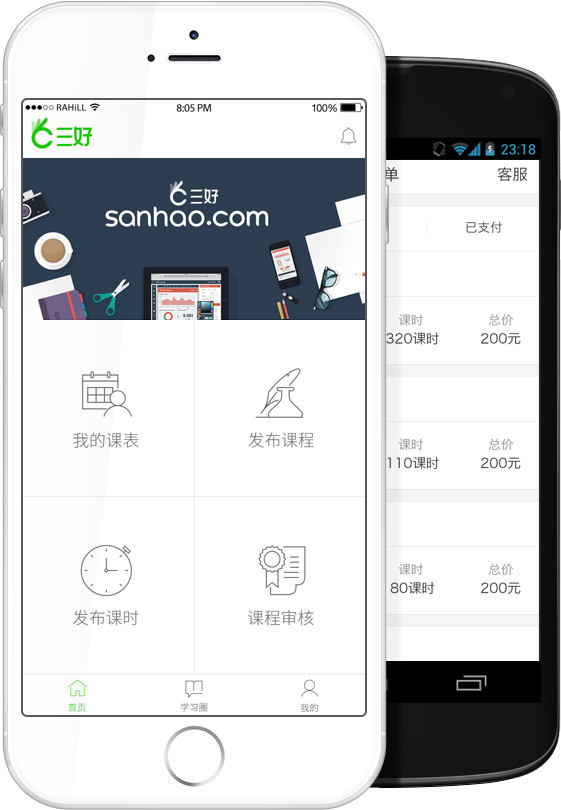 RAHiLL
8:05 PM
100%
三好
三好
sanhao.com
我的课表
发布课程
发布课时
课程审核
首页
学习圈
我的
23:18
单
客服
已支付
课时
总价
320课时
200元
课时
总价
110课时
200元
课时
总价
80课时
200元